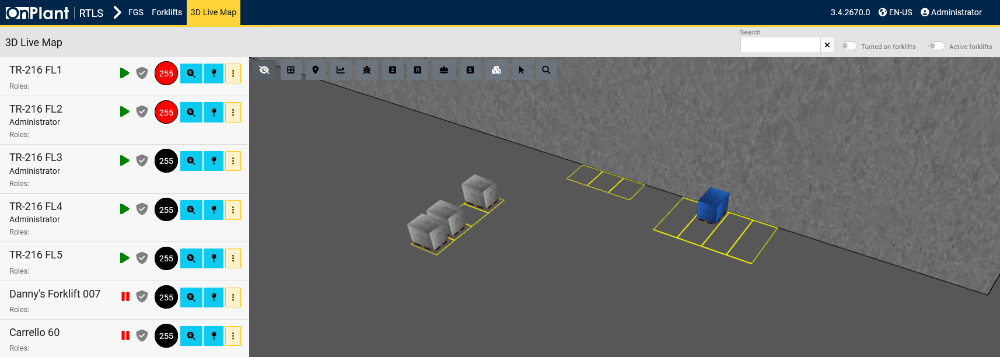 OnPlant RTLS FGS Forklifts 3D Live Map 3.4.2670.0 EN-US Administrator
3D Live Map
Search
Turned on forklifts Active forklifts
TR-216 FL1
255
Roles:
TR-216 FL2
Administrator
255
Roles:
TR-216 FL3
Administrator
255
Roles:
TR-216 FL4
Administrator
255
Roles:
TR-216 FL5
255
Roles:
Danny's Forklift 007
255
Roles:
Carrello 60
255
Roles:
Z R S